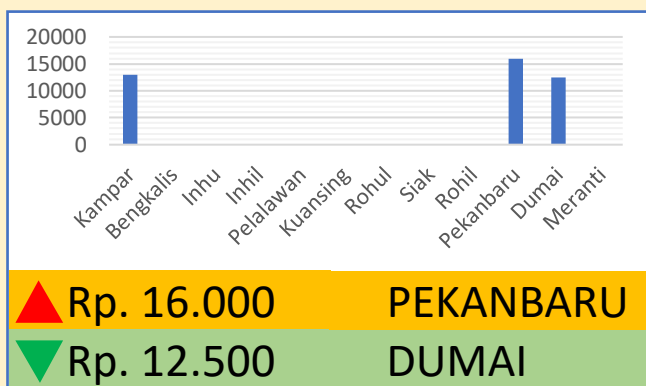 20000
15000
10000
5000
0
Kampar
Bengkalis
Inhu
Inhil
Pelalawan
Kuansing
Rohul
Siak
Rohil
Pekanbaru
Dumai
Meranti
Rp. 16.000 PEKANBARU
Rp. 12.500 DUMAI